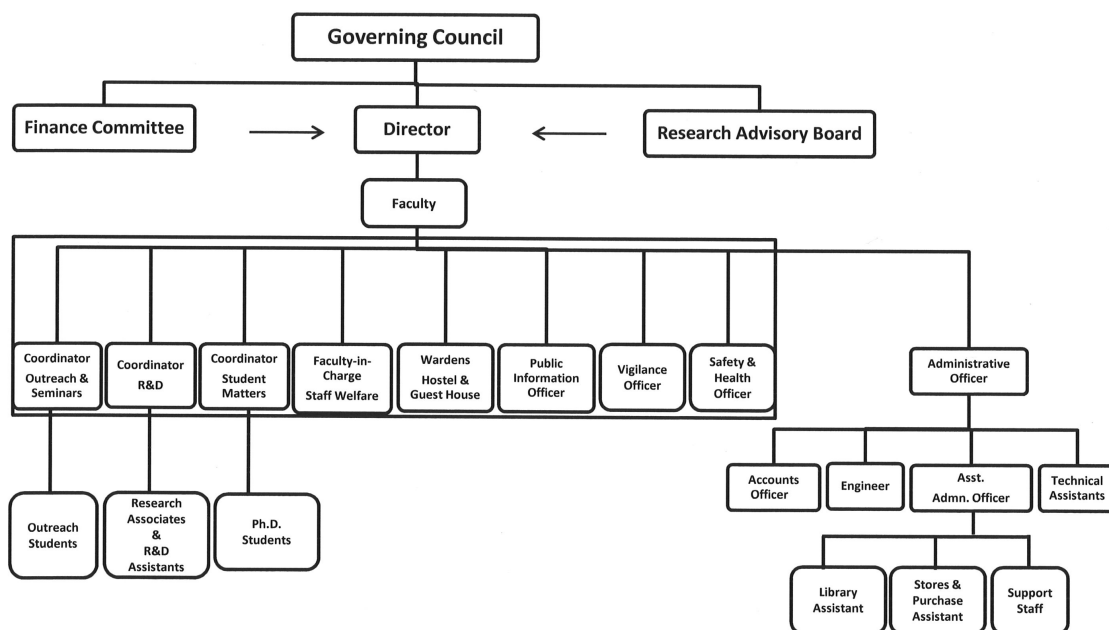 Governing Council
Finance Committee
Director
Research Advisory Board
Faculty
Coordinator
Outreach &
Seminars
Coordinator
R&D
Coordinator
Student
Matters
Faculty-in-
Charge
Staff Welfare
Wardens
Hostel &
Guest House
Public
Information
Officer
Vigilance
Officer
Safety &
Health
Officer
Administrative
Officer
Outreach
Students
Research
Associates
&
R&D
Assistants
Ph.D.
Students
Accounts
Officer
Engineer
Asst.
Admn. Officer
Technical
Assistants
Library
Assistant
Stores &
Purchase
Assistant
Support
Staff